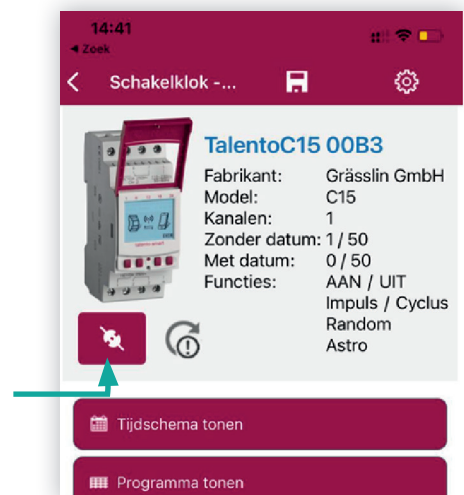 14:41
◀ Zoek
Schakelklok -...
TalentoC15 00B3
Fabrikant: Grässlin GmbH
Model: C15
Kanalen: 1
Zonder datum: 1 / 50
Met datum: 0 / 50
Functies: AAN / UIT
Impuls / Cyclus
Random
Astro
Tijdschema tonen
Programma tonen